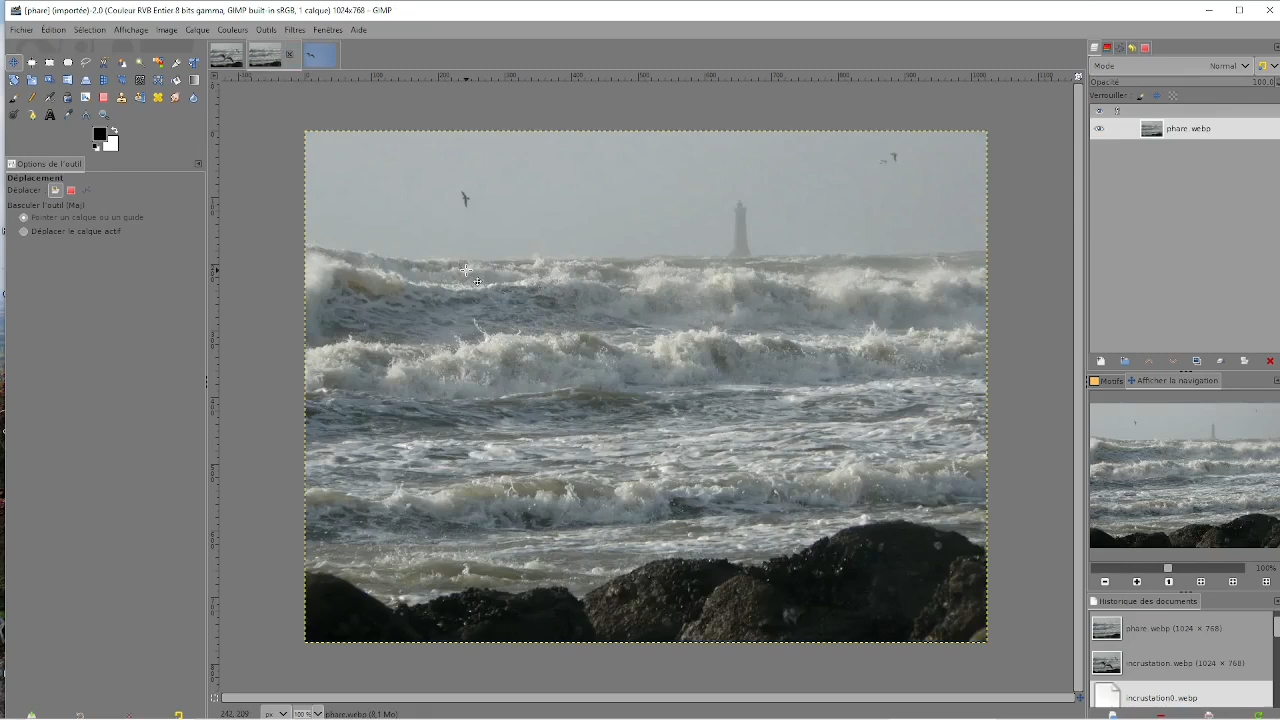 [phare] (importée)-2.0 (Couleur RVB Entier 8 bits gamma, GIMP built-in sRGB, 1 calque) 1024x768 – GIMP
Fichier Édition Sélection Affichage Image Calque Couleurs Outils Filtres Fenêtres Aide
Mode Normal
Opacité 100,0
Verrouiller :
phare.webp
Options de l'outil
Déplacement
Déplacer
Basculer l'outil (Maj)
Pointer un calque ou un guide
Déplacer le calque actif
Motifs Afficher la navigation
100%
Historique des documents
phare.webp (1024 × 768)
incrustation.webp (1024 × 768)
incrustation0.webp
242, 209 px 100 % phare.webp (8,1 Mo)